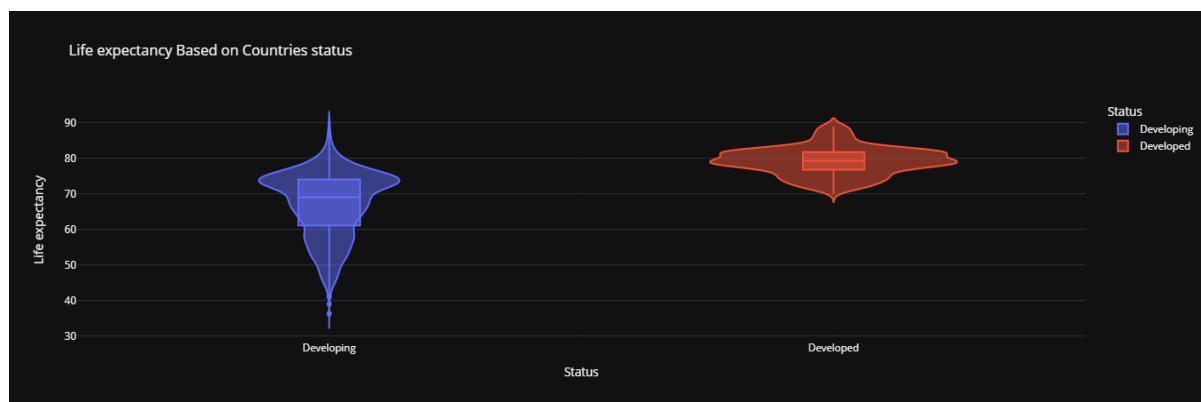 Life expectancy Based on Countries status
Status
Developing
Developed
90
80
70
60
50
40
30
Life expectancy
Developing
Developed
Status